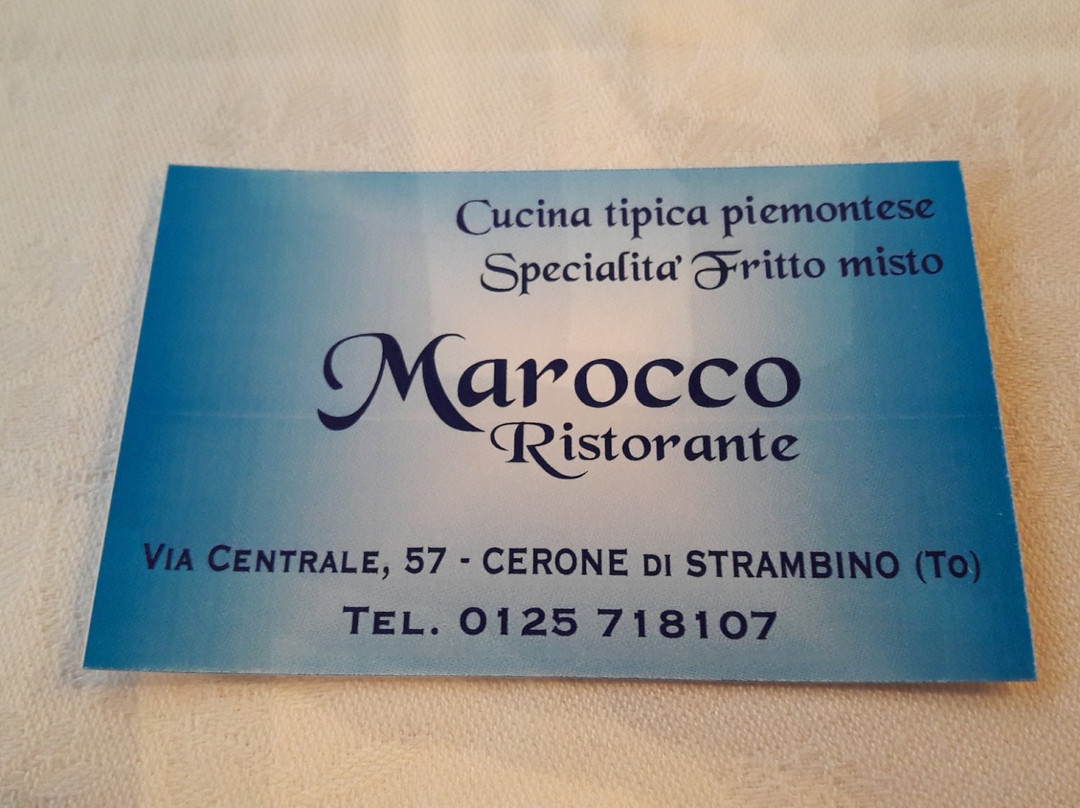 Cucina tipica piemontese
Specialita' Fritto misto
Marocco
Ristorante
VIA CENTRALE, 57 - CERONE DI STRAMBINO (TO)
TEL. 0125 718107